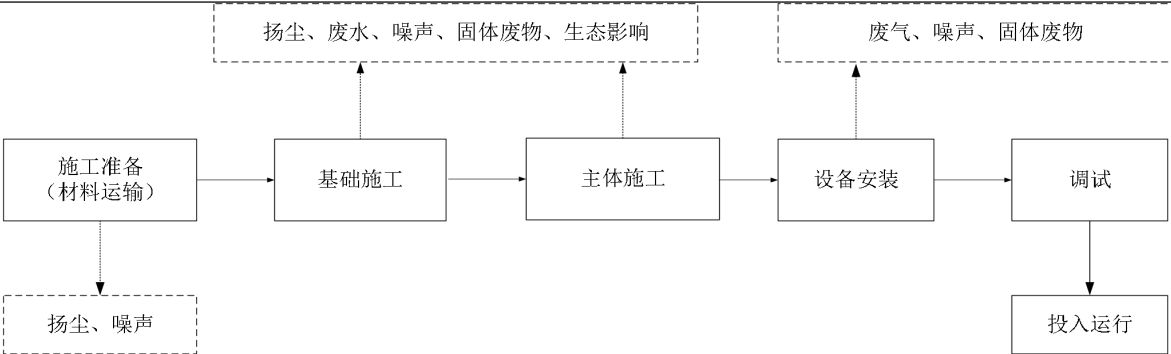 扬尘、废水、噪声、固体废物、生态影响
废气、噪声、固体废物
施工准备
（材料运输）
基础施工
主体施工
设备安装
调试
扬尘、噪声
投入运行